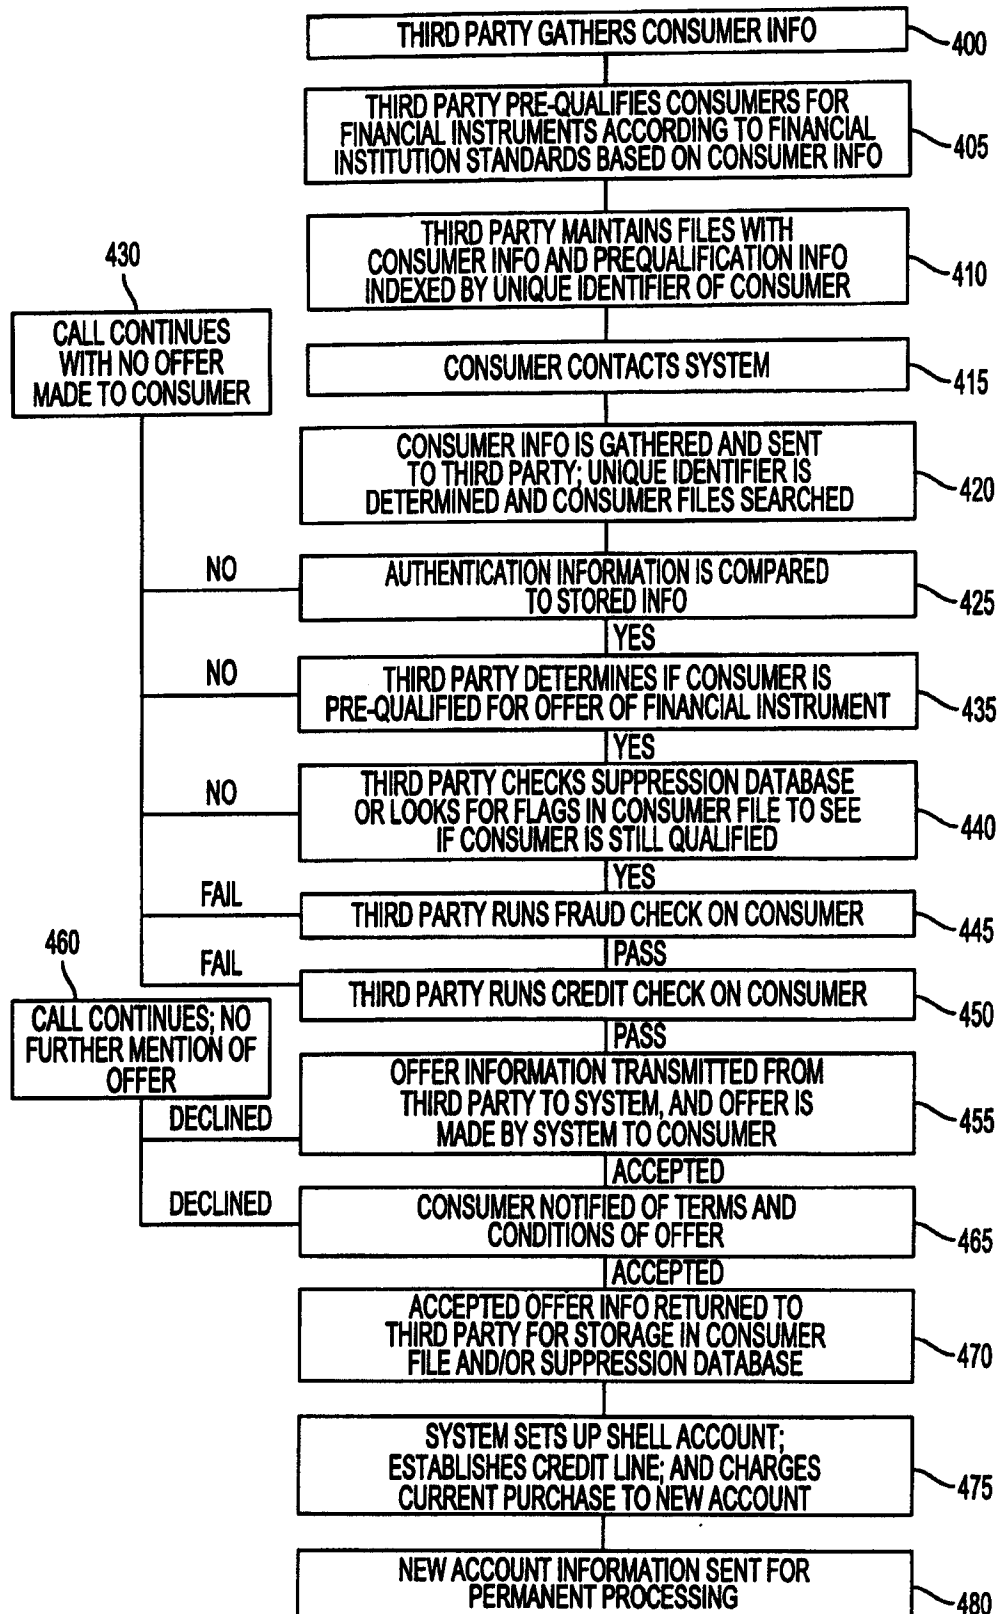 THIRD PARTY GATHERS CONSUMER INFO
400
THIRD PARTY PRE-QUALIFIES CONSUMERS FOR
FINANCIAL INSTRUMENTS ACCORDING TO FINANCIAL
INSTITUTION STANDARDS BASED ON CONSUMER INFO
405
THIRD PARTY MAINTAINS FILES WITH
CONSUMER INFO AND PREQUALIFICATION INFO
INDEXED BY UNIQUE IDENTIFIER OF CONSUMER
410
430
CALL CONTINUES
WITH NO OFFER
MADE TO CONSUMER
CONSUMER CONTACTS SYSTEM
415
CONSUMER INFO IS GATHERED AND SENT
TO THIRD PARTY; UNIQUE IDENTIFIER IS
DETERMINED AND CONSUMER FILES SEARCHED
420
NO
AUTHENTICATION INFORMATION IS COMPARED
TO STORED INFO
425
YES
NO
THIRD PARTY DETERMINES IF CONSUMER IS
PRE-QUALIFIED FOR OFFER OF FINANCIAL INSTRUMENT
435
YES
NO
THIRD PARTY CHECKS SUPPRESSION DATABASE
OR LOOKS FOR FLAGS IN CONSUMER FILE TO SEE
IF CONSUMER IS STILL QUALIFIED
440
YES
FAIL
THIRD PARTY RUNS FRAUD CHECK ON CONSUMER
445
PASS
FAIL
THIRD PARTY RUNS CREDIT CHECK ON CONSUMER
450
PASS
460
CALL CONTINUES; NO
FURTHER MENTION OF
OFFER
OFFER INFORMATION TRANSMITTED FROM
THIRD PARTY TO SYSTEM, AND OFFER IS
MADE BY SYSTEM TO CONSUMER
455
DECLINED
ACCEPTED
DECLINED
CONSUMER NOTIFIED OF TERMS AND
CONDITIONS OF OFFER
465
ACCEPTED
ACCEPTED OFFER INFO RETURNED TO
THIRD PARTY FOR STORAGE IN CONSUMER
FILE AND/OR SUPPRESSION DATABASE
470
SYSTEM SETS UP SHELL ACCOUNT;
ESTABLISHES CREDIT LINE; AND CHARGES
CURRENT PURCHASE TO NEW ACCOUNT
475
NEW ACCOUNT INFORMATION SENT FOR
PERMANENT PROCESSING
480